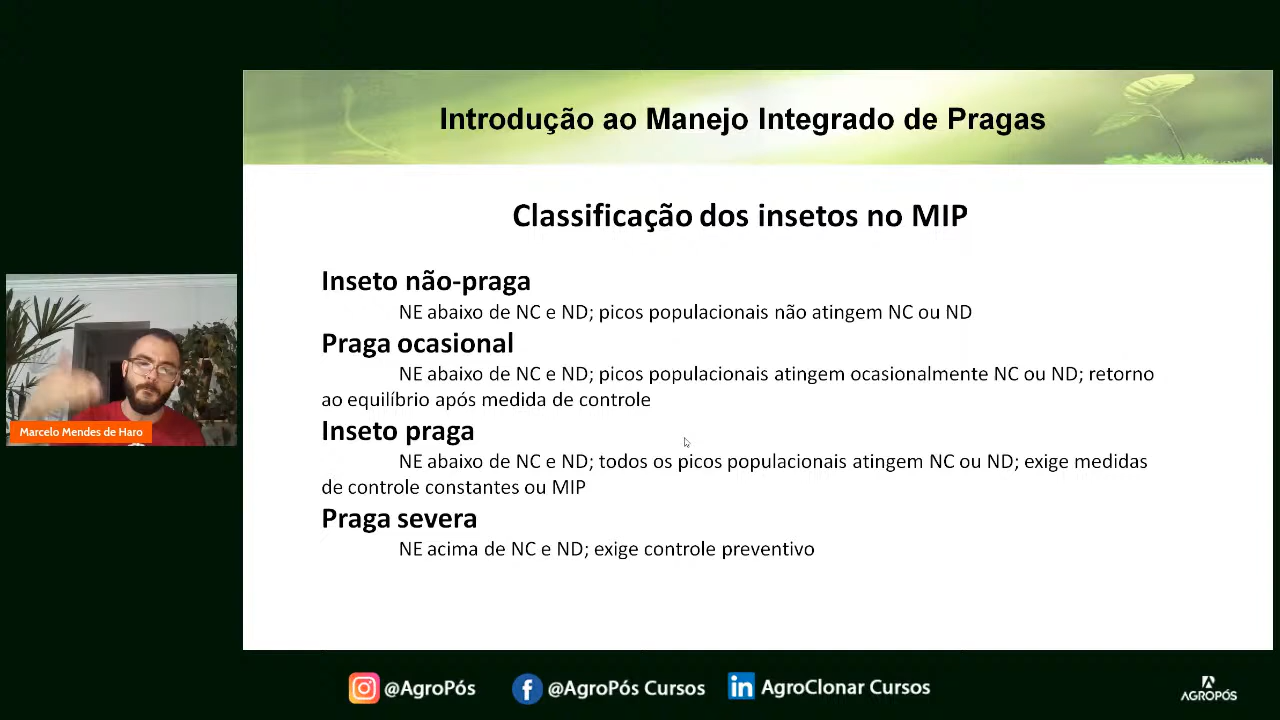 Introdução ao Manejo Integrado de Pragas
Classificação dos insetos no MIP
Inseto não-praga
NE abaixo de NC e ND; picos populacionais não atingem NC ou ND
Praga ocasional
NE abaixo de NC e ND; picos populacionais atingem ocasionalmente NC ou ND; retorno
ao equilíbrio após medida de controle
Inseto praga
NE abaixo de NC e ND; todos os picos populacionais atingem NC ou ND; exige medidas
de controle constantes ou MIP
Praga severa
NE acima de NC e ND; exige controle preventivo
Marcelo Mendes de Haro
@AgroPós
@AgroPós Cursos
in AgroClonar Cursos
AGROPÓS